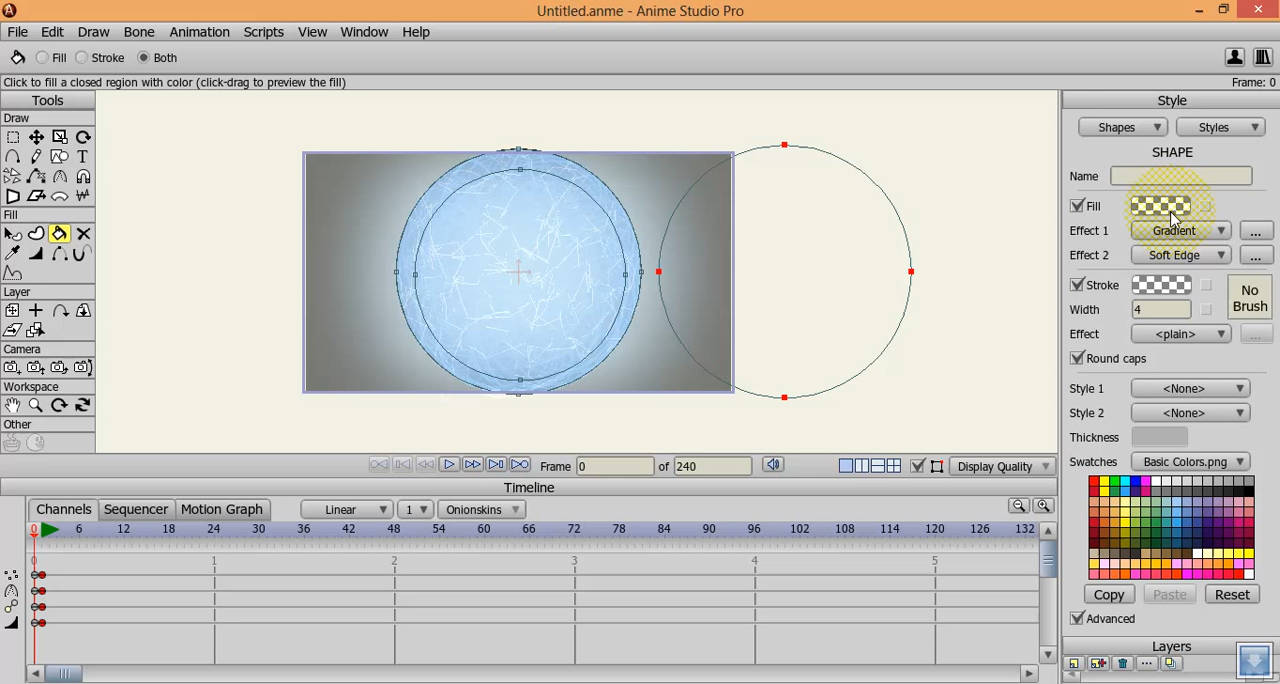 Untitled.anme - Anime Studio Pro
File Edit Draw Bone Animation Scripts View Window Help
Fill Stroke Both
Click to fill a closed region with color (click-drag to preview the fill) Frame: 0
Tools
Draw
T
Fill
Layer
Camera
Workspace
Other
Style
Shapes Styles
SHAPE
Name
Fill
Effect 1 Gradient ...
Effect 2 Soft Edge ...
Stroke
No Brush
Width 4
Effect <plain> ...
Round caps
Style 1 <None>
Style 2 <None>
Thickness
Swatches Basic Colors.png
Copy Paste Reset
Advanced
Layers
Frame 0 of 240 Display Quality
Timeline
Channels Sequencer Motion Graph Linear 1 Onionskins
0 6 12 18 24 30 36 42 48 54 60 66 72 78 84 90 96 102 108 114 120 126 132
1 2 3 4 5